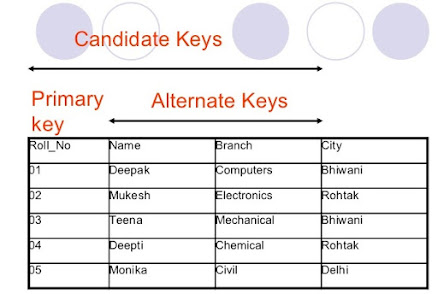 Candidate Keys
Primary key
Alternate Keys
Roll_No Name Branch City
01 Deepak Computers Bhiwani
02 Mukesh Electronics Rohtak
03 Teena Mechanical Bhiwani
04 Deepti Chemical Rohtak
05 Monika Civil Delhi